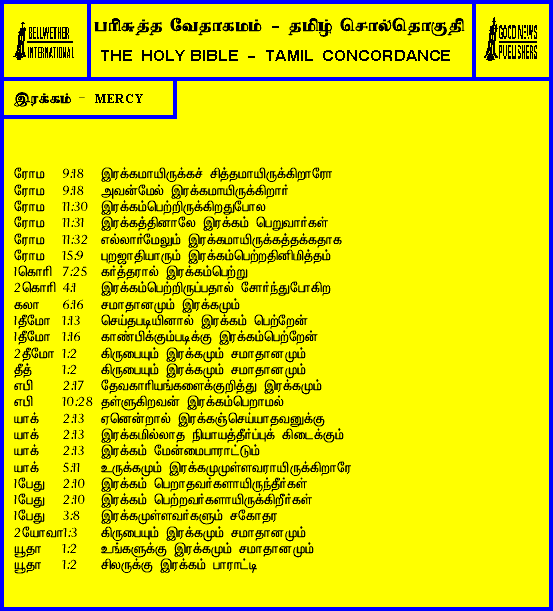 BELLWETHER
INTERNATIONAL
பரிசுத்த வேதாகமம் - தமிழ் சொல்தொகுதி
THE HOLY BIBLE - TAMIL CONCORDANCE
GOOD NEWS
PUBLISHERS
இரக்கம் - MERCY
ரோம 9:18 இரக்கமாயிருக்கச் சித்தமாயிருக்கிறாரோ
ரோம 9:18 அவன்மேல் இரக்கமாயிருக்கிறார்
ரோம 11:30 இரக்கம்பெற்றிருக்கிறதுபோல
ரோம 11:31 இரக்கத்தினாலே இரக்கம் பெறுவார்கள்
ரோம 11:32 எல்லார்மேலும் இரக்கமாயிருக்கத்தக்கதாக
ரோம 15:9 புறஜாதியாரும் இரக்கம்பெற்றதினிமித்தம்
1கொரி 7:25 கர்த்தரால் இரக்கம்பெற்று
2கொரி 4:1 இரக்கம்பெற்றிருப்பதால் சோர்ந்துபோகிற
கலா 6:16 சமாதானமும் இரக்கமும்
1தீமோ 1:13 செய்தபடியினால் இரக்கம் பெற்றேன்
1தீமோ 1:16 காண்பிக்கும்படிக்கு இரக்கம்பெற்றேன்
2தீமோ 1:2 கிருபையும் இரக்கமும் சமாதானமும்
தீத் 1:2 கிருபையும் இரக்கமும் சமாதானமும்
எபி 2:17 தேவகாரியங்களைக்குறித்து இரக்கமும்
எபி 10:28 தள்ளுகிறவன் இரக்கம்பெறாமல்
யாக் 2:13 ஏனென்றால் இரக்கஞ்செய்யாதவனுக்கு
யாக் 2:13 இரக்கமில்லாத நியாயத்தீர்ப்புக் கிடைக்கும்
யாக் 2:13 இரக்கம் மேன்மைபாராட்டும்
யாக் 5:11 உருக்கமும் இரக்கமுமுள்ளவராயிருக்கிறாரே
1பேது 2:10 இரக்கம் பெறாதவர்களாயிருந்தீர்கள்
1பேது 2:10 இரக்கம் பெற்றவர்களாயிருக்கிறீர்கள்
1பேது 3:8 இரக்கமுள்ளவர்களும் சகோதர
2யோவா1:3 கிருபையும் இரக்கமும் சமாதானமும்
யூதா 1:2 உங்களுக்கு இரக்கமும் சமாதானமும்
யூதா 1:2 சிலருக்கு இரக்கம் பாராட்டி